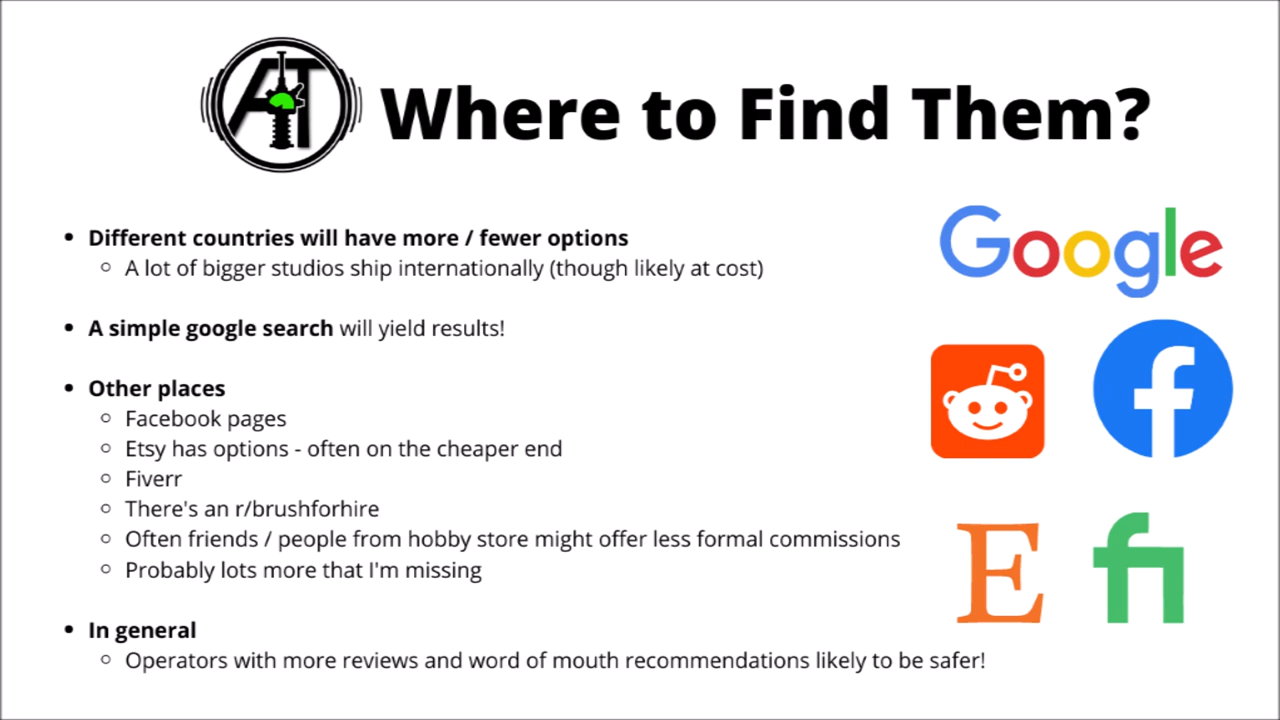 AT
Where to Find Them?
Different countries will have more / fewer options
A lot of bigger studios ship internationally (though likely at cost)
Google
A simple google search will yield results!
Other places
Facebook pages
Etsy has options - often on the cheaper end
Fiverr
There's an r/brushforhire
Often friends / people from hobby store might offer less formal commissions
Probably lots more that I'm missing
f
E
fi
In general
Operators with more reviews and word of mouth recommendations likely to be safer!